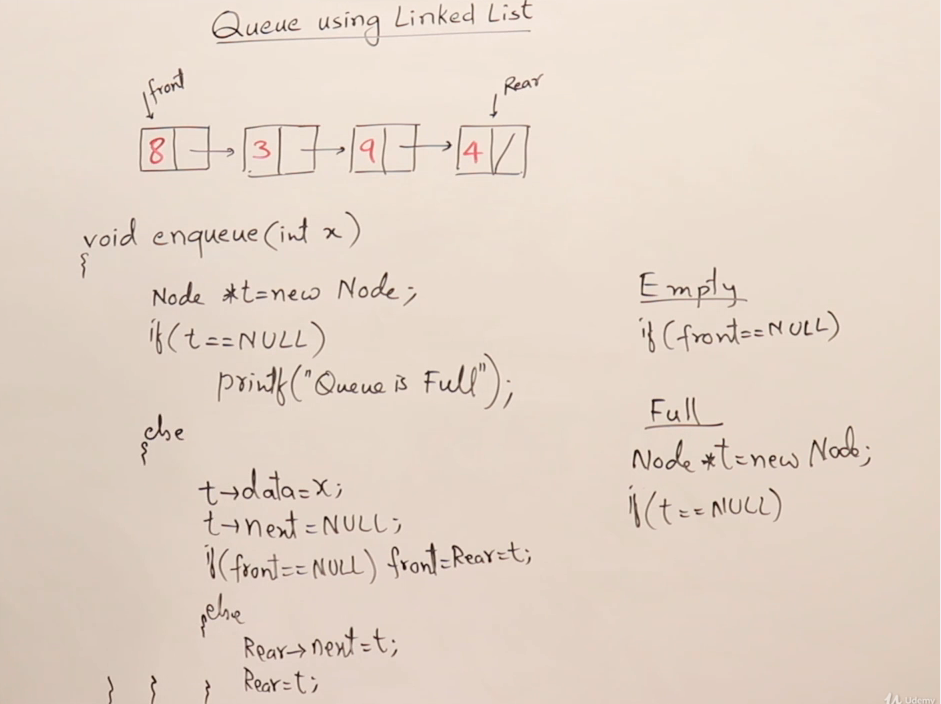 Queue using Linked List
front
Rear
8 3 9 4
void enqueue(int x)
{
Node *t=new Node;
if(t==NULL)
printf("Queue is Full");
else
{
t→data=x;
t→next=NULL;
if(front==NULL) front=Rear=t;
else
{
Rear→next=t;
Rear=t;
} } }
Empty
if(front==NULL)
Full
Node *t=new Node;
if(t==NULL)
Udemy